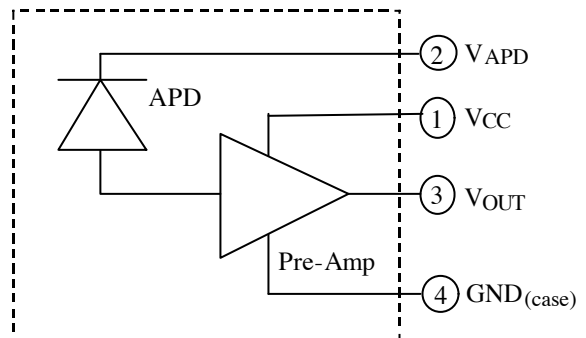 2 VAPD
APD
1 VCC
3 VOUT
Pre-Amp
4 GND(case)